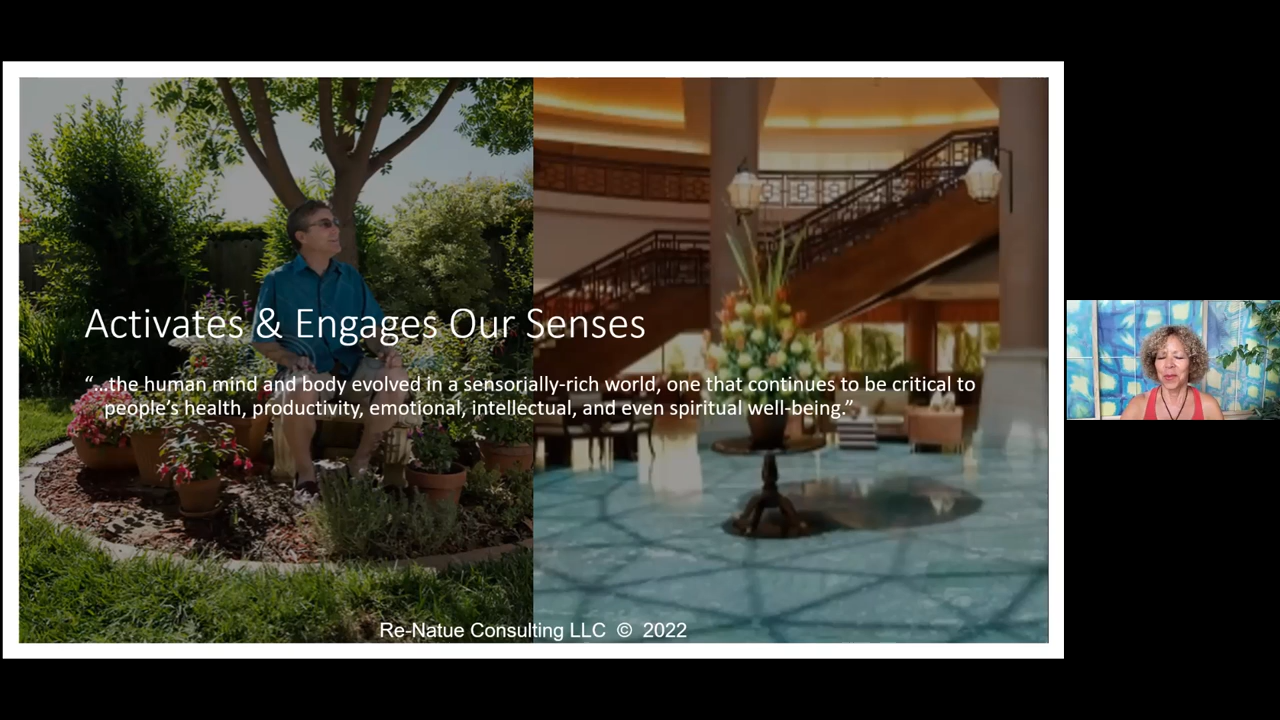 Activates & Engages Our Senses
“…the human mind and body evolved in a sensorially-rich world, one that continues to be critical to
people’s health, productivity, emotional, intellectual, and even spiritual well-being.”
Re-Natue Consulting LLC © 2022